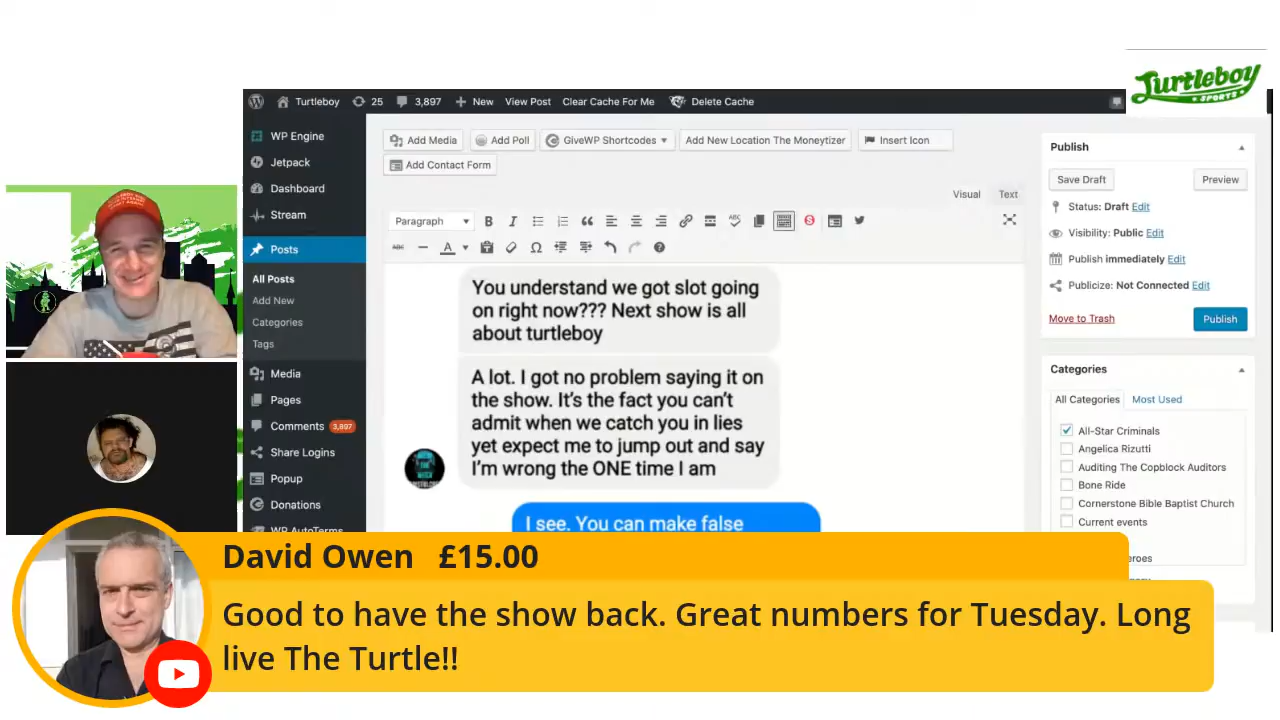 Turtleboy
SPORTS
Turtleboy 25 3,897 New View Post Clear Cache For Me Delete Cache
WP Engine
Jetpack
Dashboard
Stream
Posts
All Posts
Add New
Categories
Tags
Media
Pages
Comments 3,897
Share Logins
Popup
Donations
WP AutoTerms
Add Media Add Poll GiveWP Shortcodes Add New Location The Moneytizer Insert Icon
Add Contact Form
Visual Text
Paragraph
You understand we got slot going
on right now??? Next show is all
about turtleboy
A lot. I got no problem saying it on
the show. It's the fact you can't
admit when we catch you in lies
yet expect me to jump out and say
I'm wrong the ONE time I am
I see. You can make false
Publish
Save Draft Preview
Status: Draft Edit
Visibility: Public Edit
Publish immediately Edit
Publicize: Not Connected Edit
Move to Trash Publish
Categories
All Categories Most Used
All-Star Criminals
Angelica Rizutti
Auditing The Copblock Auditors
Bone Ride
Cornerstone Bible Baptist Church
Current events
David Owen £15.00
Good to have the show back. Great numbers for Tuesday. Long
live The Turtle!!